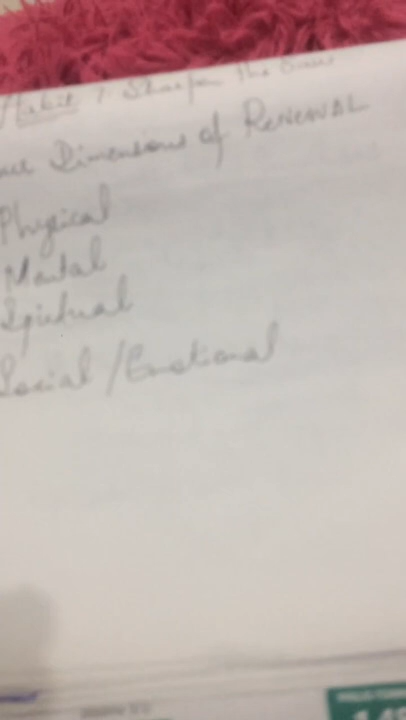 Habit 7 Sharpen the Saw
Dimensions of RENEWAL
Physical
Mental
Spiritual
Social / Emotional